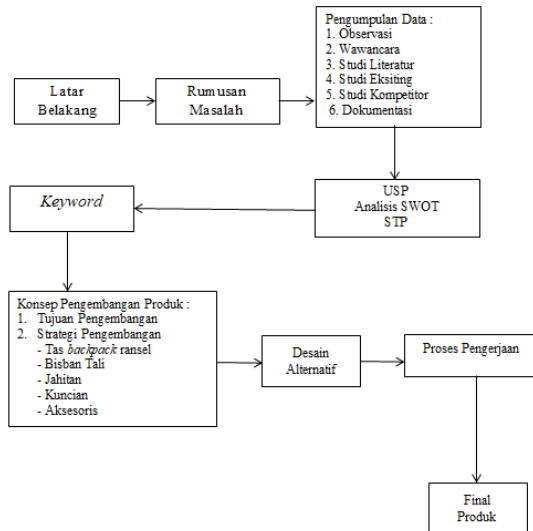 Latar
Belakang
Rumusan
Masalah
Pengumpulan Data :
1. Observasi
2. Wawancara
3. Studi Literatur
4. Studi Eksiting
5. Studi Kompetitor
6. Dokumentasi
USP
Analisis SWOT
STP
Keyword
Konsep Pengembangan Produk :
1. Tujuan Pengembangan
2. Strategi Pengembangan
- Tas backpack ransel
- Bisban Tali
- Jahitan
- Kuncian
- Aksesoris
Desain
Alternatif
Proses Pengerjaan
Final
Produk